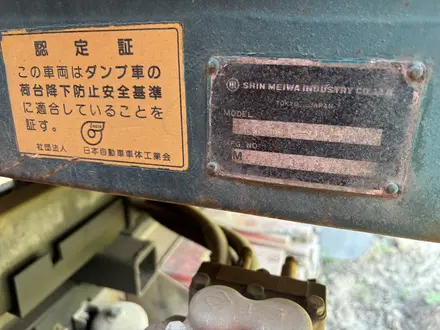 認定証
この車両はダンプ車の
荷台降下防止安全基準
に適合していることを
証す。
社団法人 日本自動車車体工業会
SHIN MEIWA INDUSTRY CO.,LTD.
TOKYO JAPAN
MODEL
MFG. NO.
M